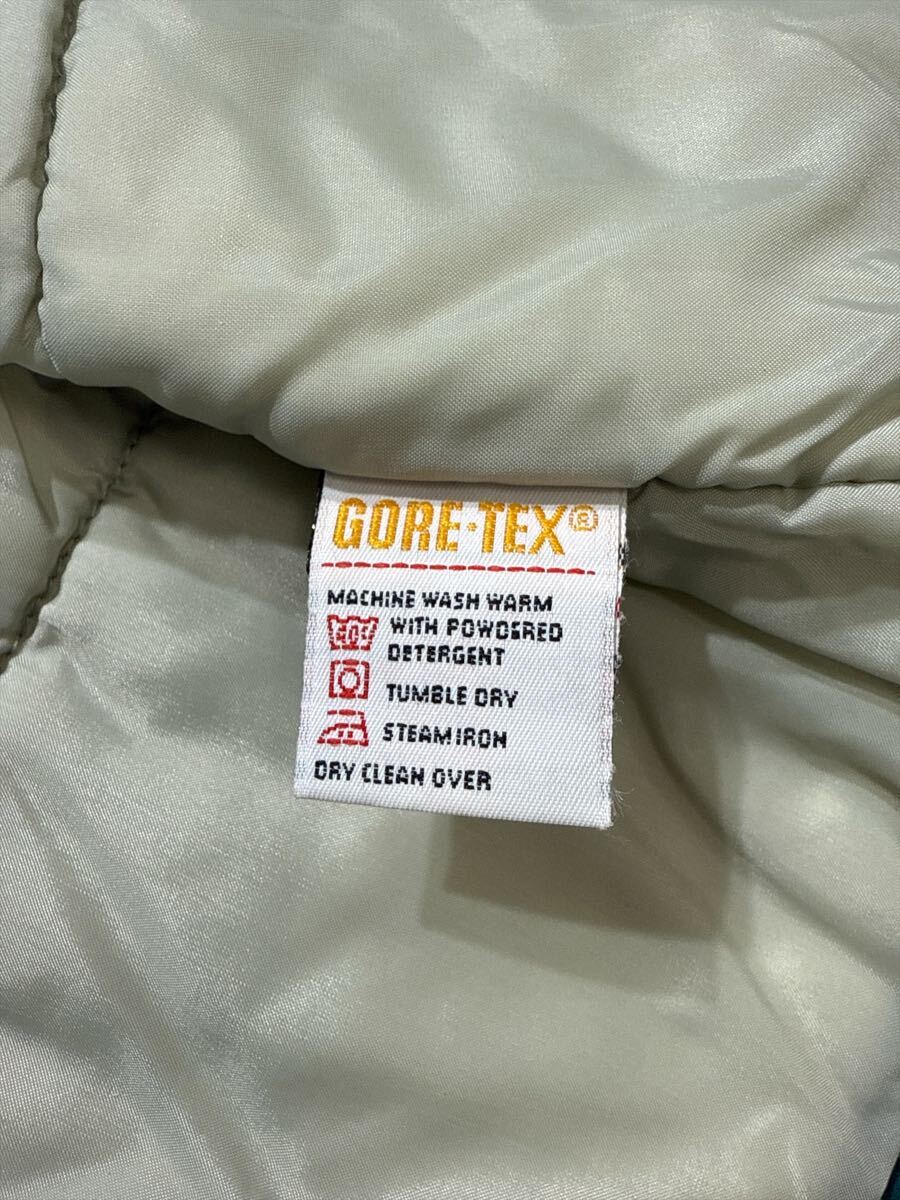 GORE-TEX®
MACHINE WASH WARM
WITH POWDERED
DETERGENT
TUMBLE DRY
STEAM IRON
DRY CLEAN OVER